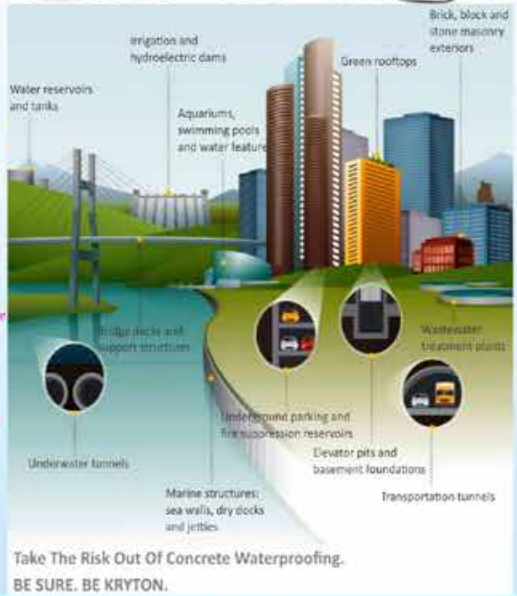 Brick, block and
stone masonry
exteriors
Irrigation and
hydroelectric dams
Green rooftops
Water reservoirs
and tanks
Aquariums,
swimming pools
and water feature
Bridge decks and
support structures
Wastewater
treatment plants
Underground parking and
fire suppression reservoirs
Elevator pits and
basement foundations
Underwater tunnels
Transportation tunnels
Marine structures:
sea walls, dry docks
and jetties
Take The Risk Out Of Concrete Waterproofing.
BE SURE. BE KRYTON.